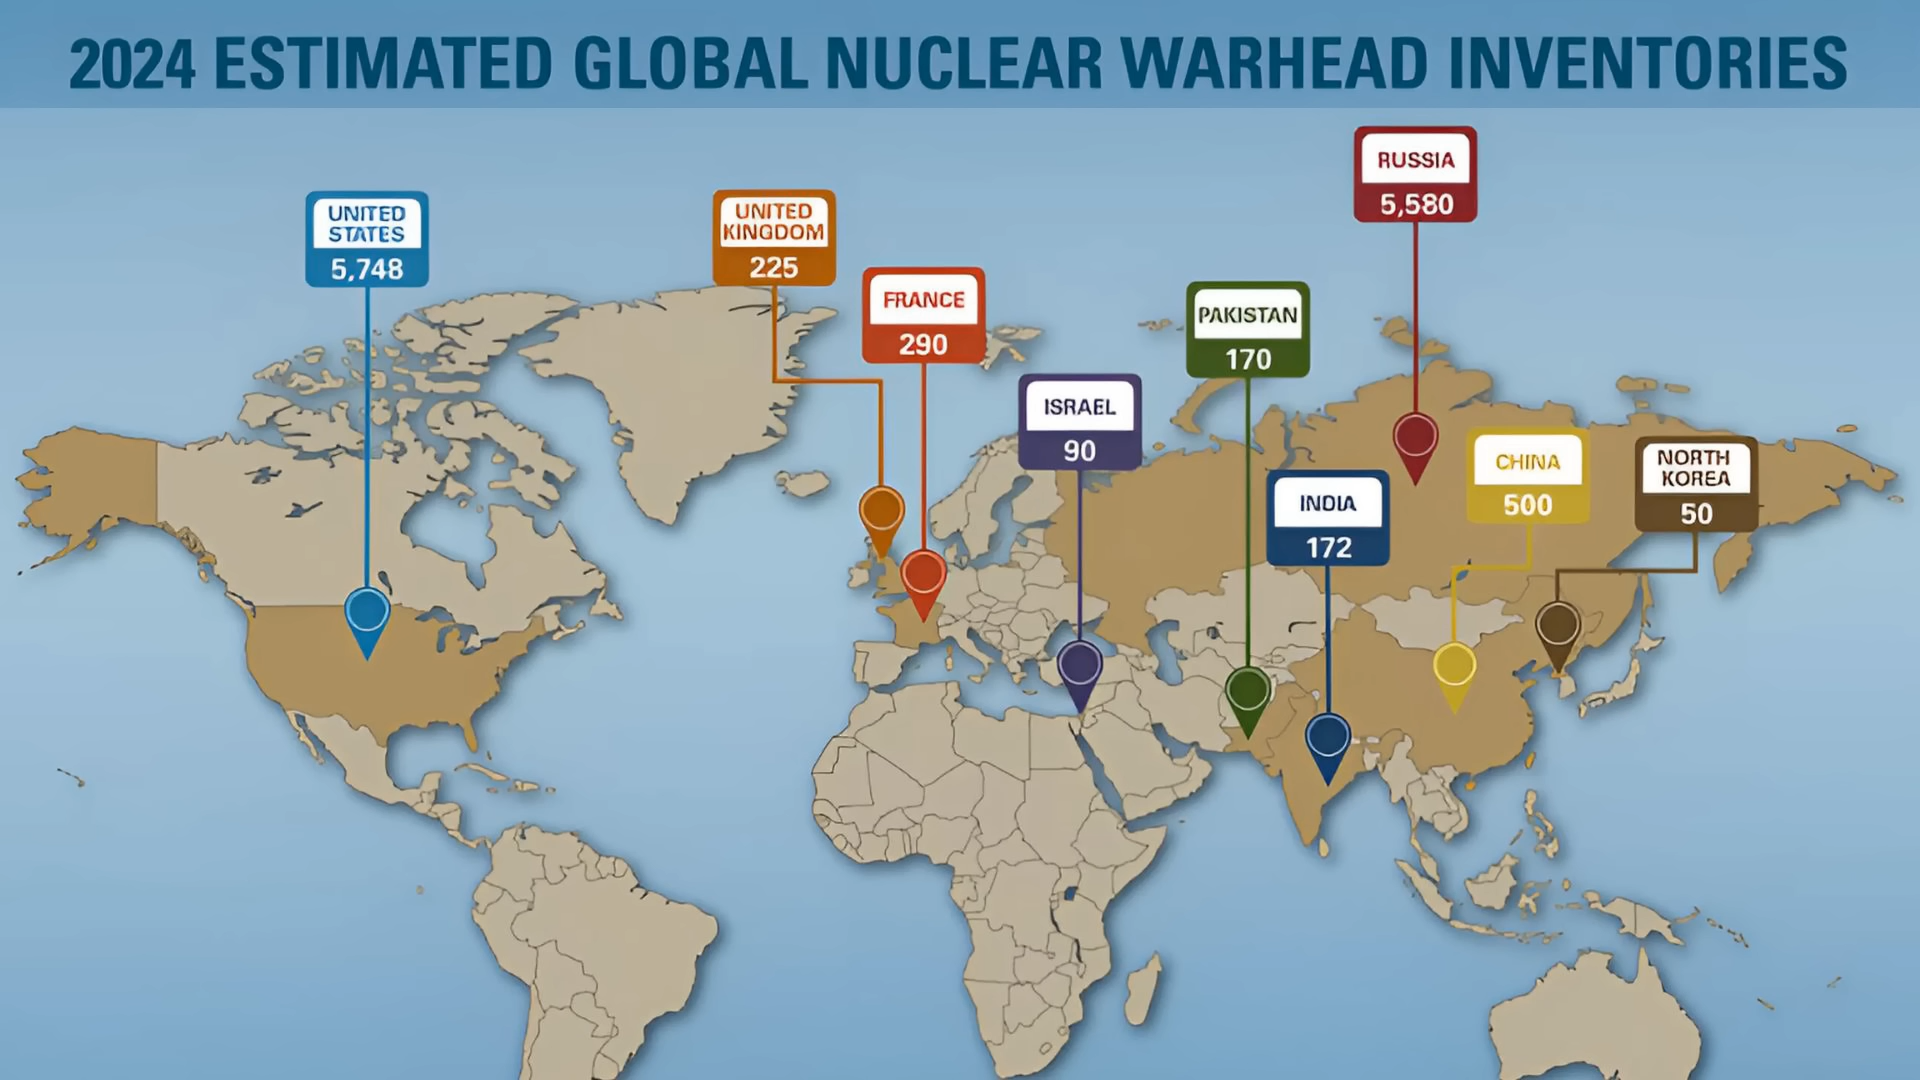 2024 ESTIMATED GLOBAL NUCLEAR WARHEAD INVENTORIES
RUSSIA
5,580
UNITED
STATES
5,748
UNITED
KINGDOM
225
FRANCE
290
PAKISTAN
170
ISRAEL
90
INDIA
172
CHINA
500
NORTH
KOREA
50